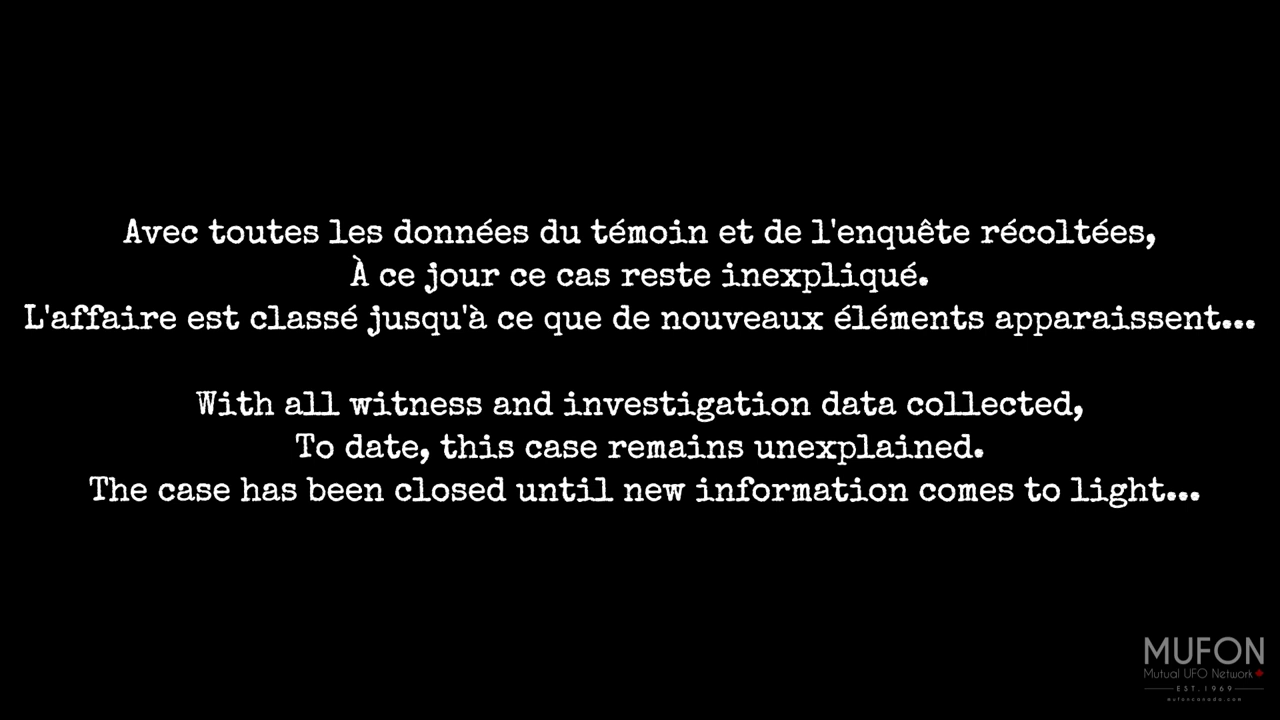 Avec toutes les données du témoin et de l'enquête récoltées,
À ce jour ce cas reste inexpliqué.
L'affaire est classé jusqu'à ce que de nouveaux éléments apparaissent...
With all witness and investigation data collected,
To date, this case remains unexplained.
The case has been closed until new information comes to light...
MUFON
Mutual UFO Network
EST.1969
mufoncanada.com